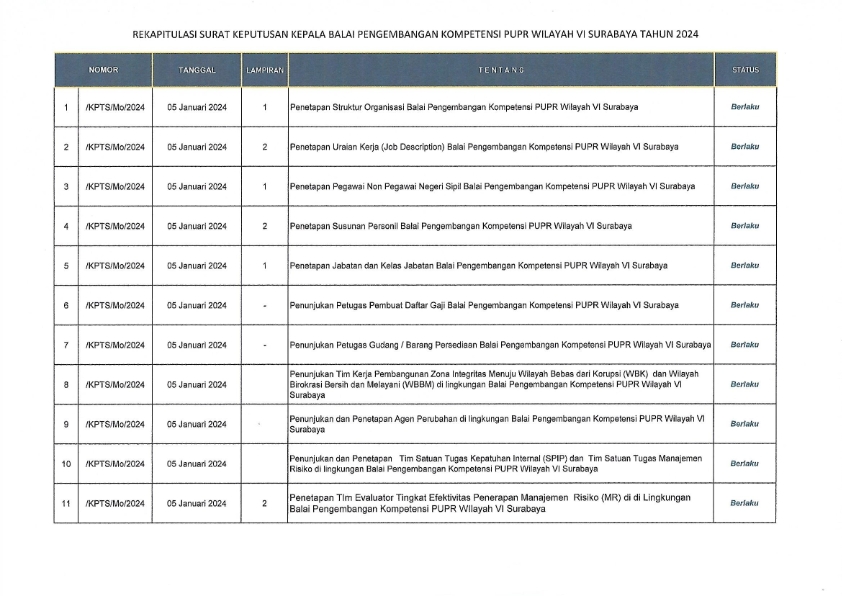 REKAPITULASI SURAT KEPUTUSAN KEPALA BALAI PENGEMBANGAN KOMPETENSI PUPR WILAYAH VI SURABAYA TAHUN 2024
NOMOR TANGGAL LAMPIRAN T E N T A N G STATUS
1 /KPTS/Mo/2024 05 Januari 2024 1 Penetapan Struktur Organisasi Balai Pengembangan Kompetensi PUPR Wilayah VI Surabaya Berlaku
2 /KPTS/Mo/2024 05 Januari 2024 2 Penetapan Uraian Kerja (Job Description) Balai Pengembangan Kompetensi PUPR Wilayah VI Surabaya Berlaku
3 /KPTS/Mo/2024 05 Januari 2024 1 Penetapan Pegawai Non Pegawai Negeri Sipil Balai Pengembangan Kompetensi PUPR Wilayah VI Surabaya Berlaku
4 /KPTS/Mo/2024 05 Januari 2024 2 Penetapan Susunan Personil Balai Pengembangan Kompetensi PUPR Wilayah VI Surabaya Berlaku
5 /KPTS/Mo/2024 05 Januari 2024 1 Penetapan Jabatan dan Kelas Jabatan Balai Pengembangan Kompetensi PUPR Wilayah VI Surabaya Berlaku
6 /KPTS/Mo/2024 05 Januari 2024 - Penunjukan Petugas Pembuat Daftar Gaji Balai Pengembangan Kompetensi PUPR Wilayah VI Surabaya Berlaku
7 /KPTS/Mo/2024 05 Januari 2024 - Penunjukan Petugas Gudang / Barang Persediaan Balai Pengembangan Kompetensi PUPR Wilayah VI Surabaya Berlaku
8 /KPTS/Mo/2024 05 Januari 2024 Penunjukan Tim Kerja Pembangunan Zona Integritas Menuju Wilayah Bebas dari Korupsi (WBK) dan Wilayah
Birokrasi Bersih dan Melayani (WBBM) di lingkungan Balai Pengembangan Kompetensi PUPR Wilayah VI
Surabaya Berlaku
9 /KPTS/Mo/2024 05 Januari 2024 - Penunjukan dan Penetapan Agen Perubahan di lingkungan Balai Pengembangan Kompetensi PUPR Wilayah VI
Surabaya Berlaku
10 /KPTS/Mo/2024 05 Januari 2024 Penunjukan dan Penetapan Tim Satuan Tugas Kepatuhan Internal (SPIP) dan Tim Satuan Tugas Manajemen
Risiko di lingkungan Balai Pengembangan Kompetensi PUPR Wilayah VI Surabaya Berlaku
11 /KPTS/Mo/2024 05 Januari 2024 2 Penetapan TIm Evaluator Tingkat Efektivitas Penerapan Manajemen Risiko (MR) di di Lingkungan
Balai Pengembangan Kompetensi PUPR WIlayah VI Surabaya Berlaku